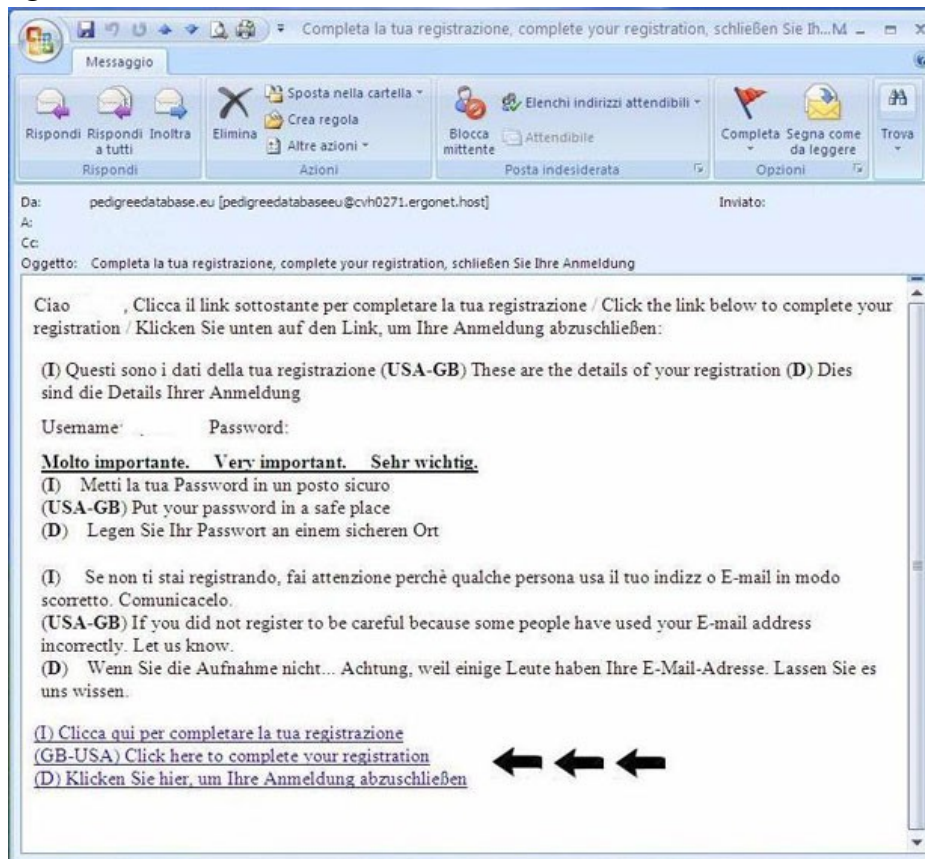 Completa la tua registrazione, complete your registration, schließen Sie Ih...M
Messaggio
Rispondi Rispondi a tutti Inoltra
Elimina
Sposta nella cartella
Crea regola
Altre azioni
Blocca mittente
Elenchi indirizzi attendibili
Attendibile
Completa Segna come da leggere
Trova
Rispondi Azioni Posta indesiderata Opzioni
Da: pedigreedatabase.eu [pedigreedatabaseeu@cvh0271.ergonet.host] Inviato:
A:
Cc:
Oggetto: Completa la tua registrazione, complete your registration, schließen Sie Ihre Anmeldung
Ciao , Clicca il link sottostante per completare la tua registrazione / Click the link below to complete your
registration / Klicken Sie unten auf den Link, um Ihre Anmeldung abzuschließen:
(I) Questi sono i dati della tua registrazione (USA-GB) These are the details of your registration (D) Dies
sind die Details Ihrer Anmeldung
Username: Password:
Molto importante. Very important. Sehr wichtig.
(I) Metti la tua Password in un posto sicuro
(USA-GB) Put your password in a safe place
(D) Legen Sie Ihr Passwort an einem sicheren Ort
(I) Se non ti stai registrando, fai attenzione perchè qualche persona usa il tuo indizz o E-mail in modo
scorretto. Comunicacelo.
(USA-GB) If you did not register to be careful because some people have used your E-mail address
incorrectly. Let us know.
(D) Wenn Sie die Aufnahme nicht... Achtung, weil einige Leute haben Ihre E-Mail-Adresse. Lassen Sie es
uns wissen.
(I) Clicca qui per completare la tua registrazione
(GB-USA) Click here to complete your registration
(D) Klicken Sie hier, um Ihre Anmeldung abzuschließen